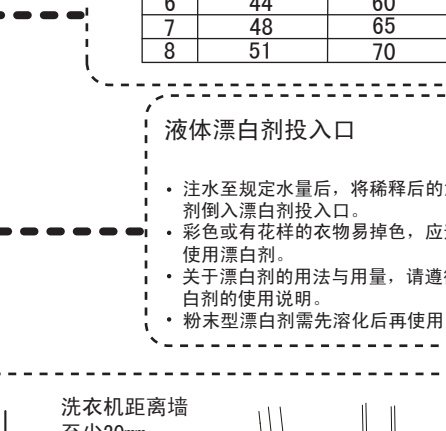 6 44 60
7 48 65
8 51 70
液体漂白剂投入口
• 注水至规定水量后，将稀释后的
剂倒入漂白剂投入口。
• 彩色或有花样的衣物易掉色，应
使用漂白剂。
• 关于漂白剂的用法与用量，请遵
白剂的使用说明。
• 粉末型漂白剂需先溶化后再使用
洗衣机距离墙